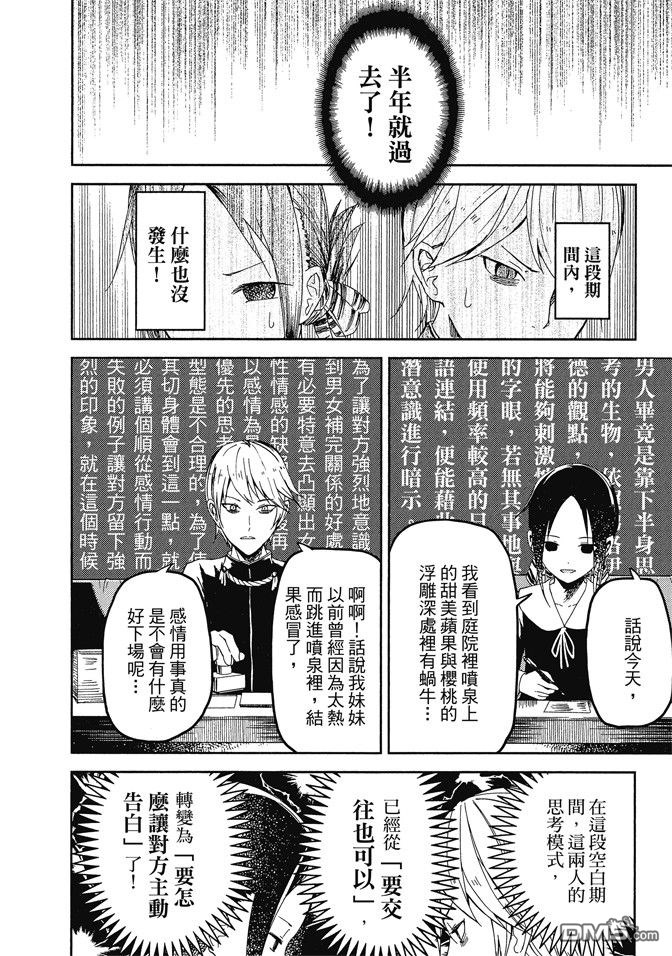 半年就過
去了！
這段期
間內，
什麼也沒
發生！
男人畢竟是靠下半身思
考的生物，依
德的觀點，
將能夠刺激
的字眼，若無其事地
使用頻率較高的
語連結，便能藉
潛意識進行暗示。
話說今天，
我看到庭院裡噴泉上
的甜美蘋果與櫻桃的
浮雕深處裡有蝸牛…
為了讓對方強烈地意識
到男女補完關係的好處
有必要特意去凸顯出女
性情感的缺
以感情為
優先的思考
型態是不合理的，為了使
其切身體會到這一點，就
必須講個順從感情行動而
失敗的例子讓對方留下強
烈的印象，就在這個時候
啊啊！話說我妹妹
以前曾經因為太熱
而跳進噴泉裡，結
果感冒了，
感情用事真的
是不會有什麼
好下場呢…
在這段空白期
間，這兩人的
思考模式，
已經從「要交
往也可以」，
轉變為「要怎
麼讓對方主動
告白」了！
DM5.com